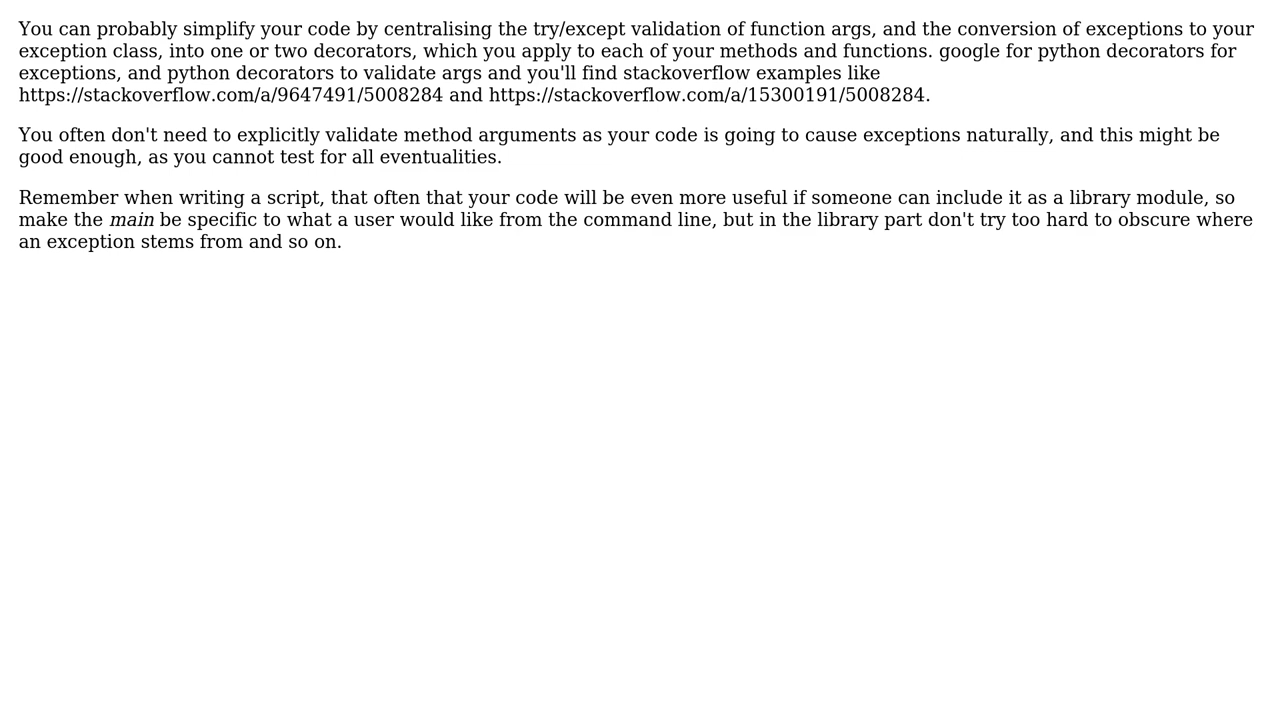 You can probably simplify your code by centralising the try/except validation of function args, and the conversion of exceptions to your
exception class, into one or two decorators, which you apply to each of your methods and functions. google for python decorators for
exceptions, and python decorators to validate args and you'll find stackoverflow examples like
https://stackoverflow.com/a/9647491/5008284 and https://stackoverflow.com/a/15300191/5008284.
You often don't need to explicitly validate method arguments as your code is going to cause exceptions naturally, and this might be
good enough, as you cannot test for all eventualities.
Remember when writing a script, that often that your code will be even more useful if someone can include it as a library module, so
make the main be specific to what a user would like from the command line, but in the library part don't try too hard to obscure where
an exception stems from and so on.